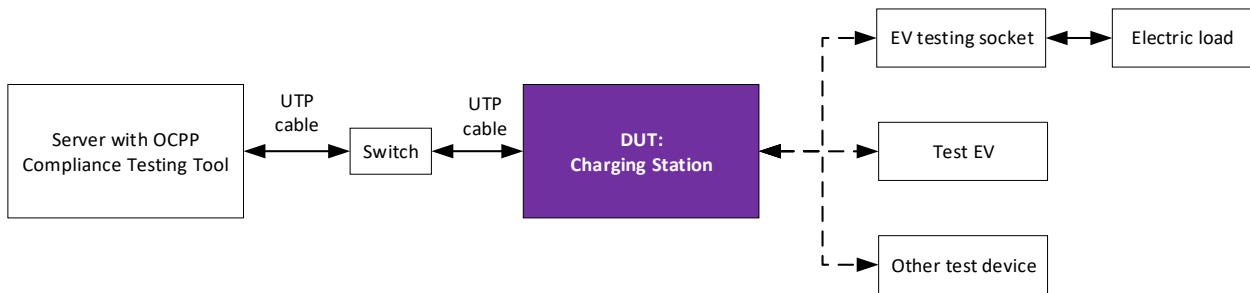 EV testing socket
Electric load
UTP
cable
UTP
cable
Server with OCPP
Compliance Testing Tool
Switch
DUT:
Charging Station
Test EV
Other test device